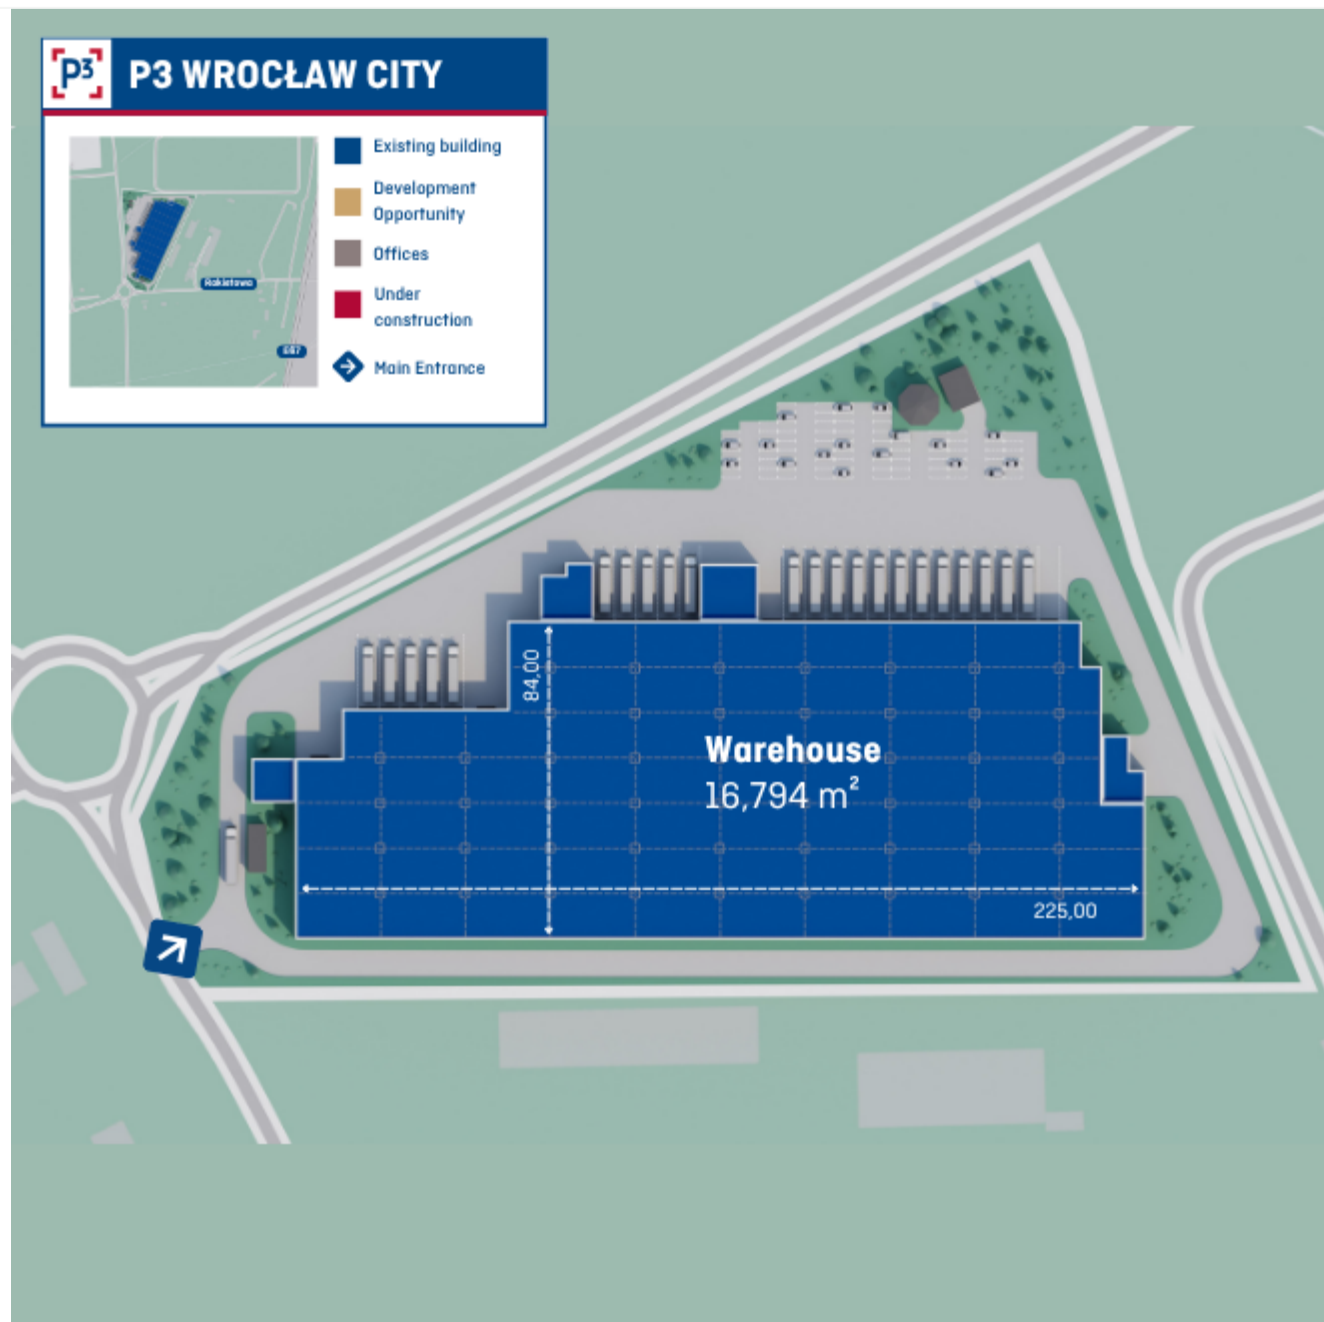 P3
P3 WROCŁAW CITY
Existing building
Development
Opportunity
Offices
Under
construction
Main Entrance
Rakietowa
84,00
Warehouse
16,794 m²
225,00